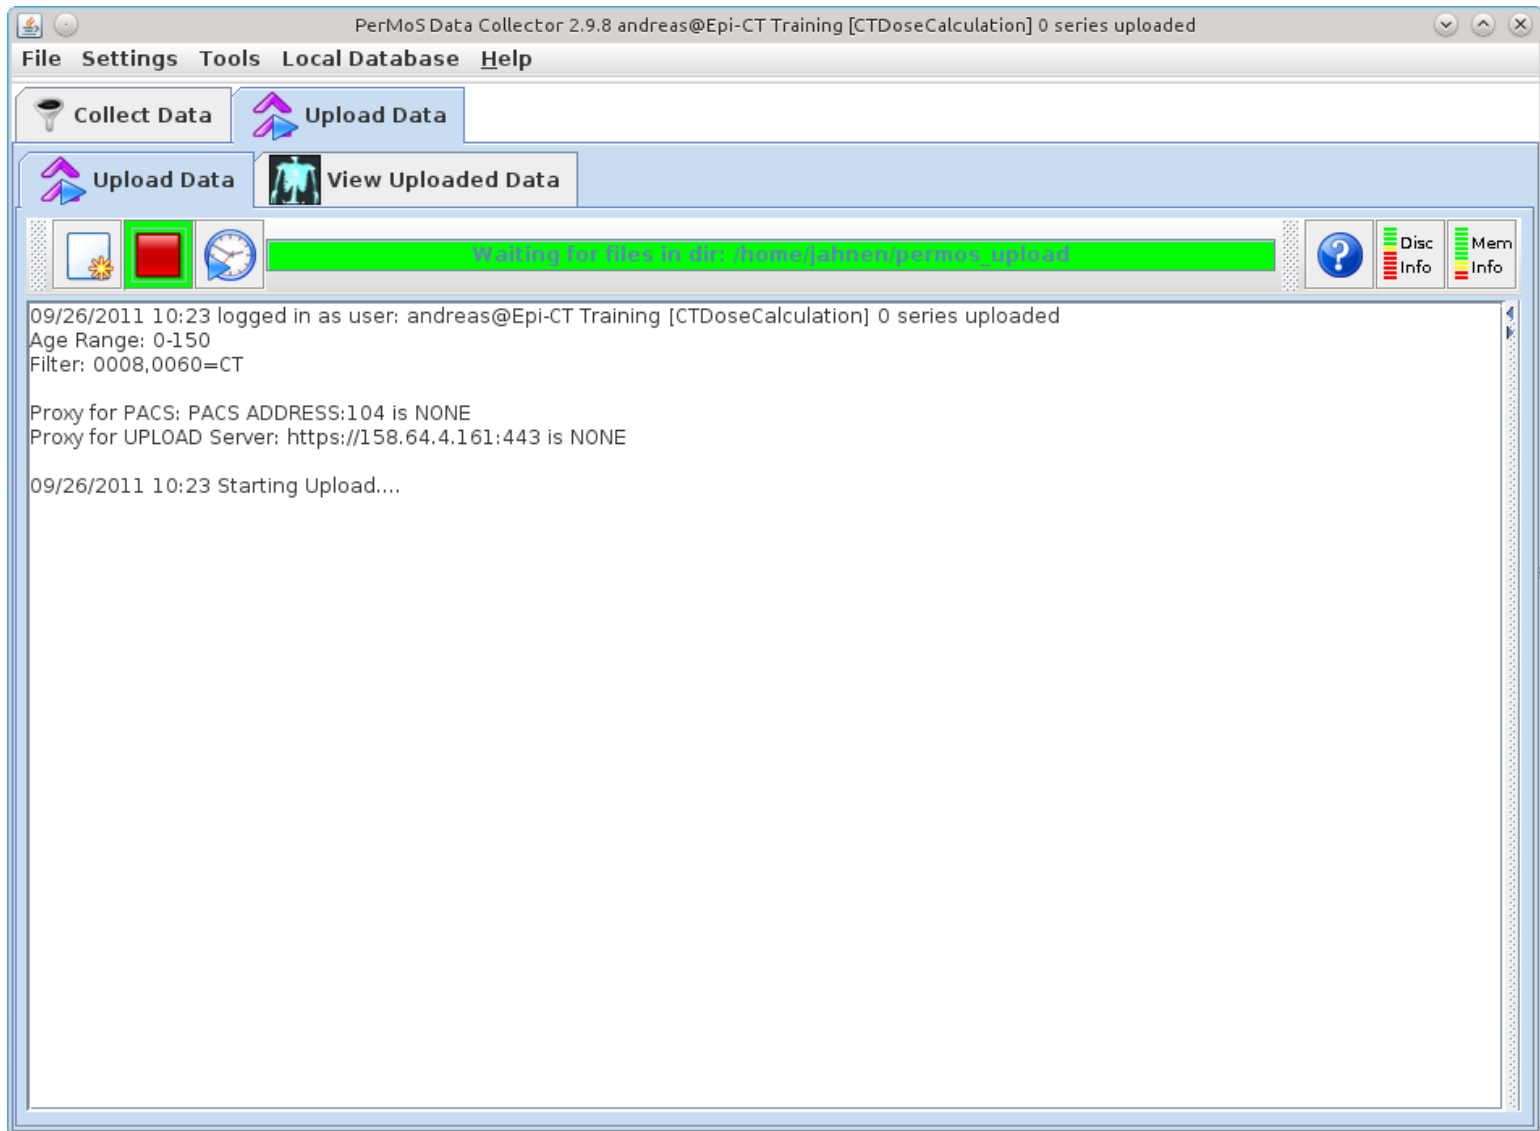 PerMoS Data Collector 2.9.8 andreas@Epi-CT Training [CTDoseCalculation] 0 series uploaded
File Settings Tools Local Database Help
Collect Data Upload Data
Upload Data View Uploaded Data
Waiting for files in dir: /home/jahnen/permos_upload
Disc Info
Mem Info
09/26/2011 10:23 logged in as user: andreas@Epi-CT Training [CTDoseCalculation] 0 series uploaded
Age Range: 0-150
Filter: 0008,0060=CT
Proxy for PACS: PACS ADDRESS:104 is NONE
Proxy for UPLOAD Server: https://158.64.4.161:443 is NONE
09/26/2011 10:23 Starting Upload....